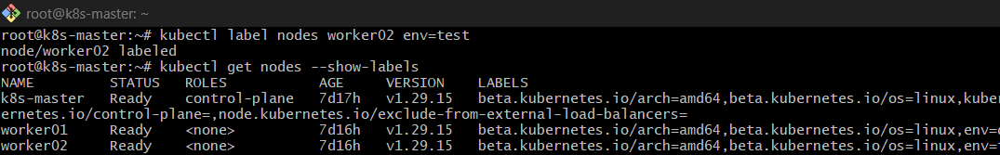 root@k8s-master: ~
root@k8s-master:~# kubectl label nodes worker02 env=test
node/worker02 labeled
root@k8s-master:~# kubectl get nodes --show-labels
NAME STATUS ROLES AGE VERSION LABELS
k8s-master Ready control-plane 7d17h v1.29.15 beta.kubernetes.io/arch=amd64,beta.kubernetes.io/os=linux,kuber
ernetes.io/control-plane=,node.kubernetes.io/exclude-from-external-load-balancers=
worker01 Ready <none> 7d16h v1.29.15 beta.kubernetes.io/arch=amd64,beta.kubernetes.io/os=linux,env=
worker02 Ready <none> 7d16h v1.29.15 beta.kubernetes.io/arch=amd64,beta.kubernetes.io/os=linux,env=t